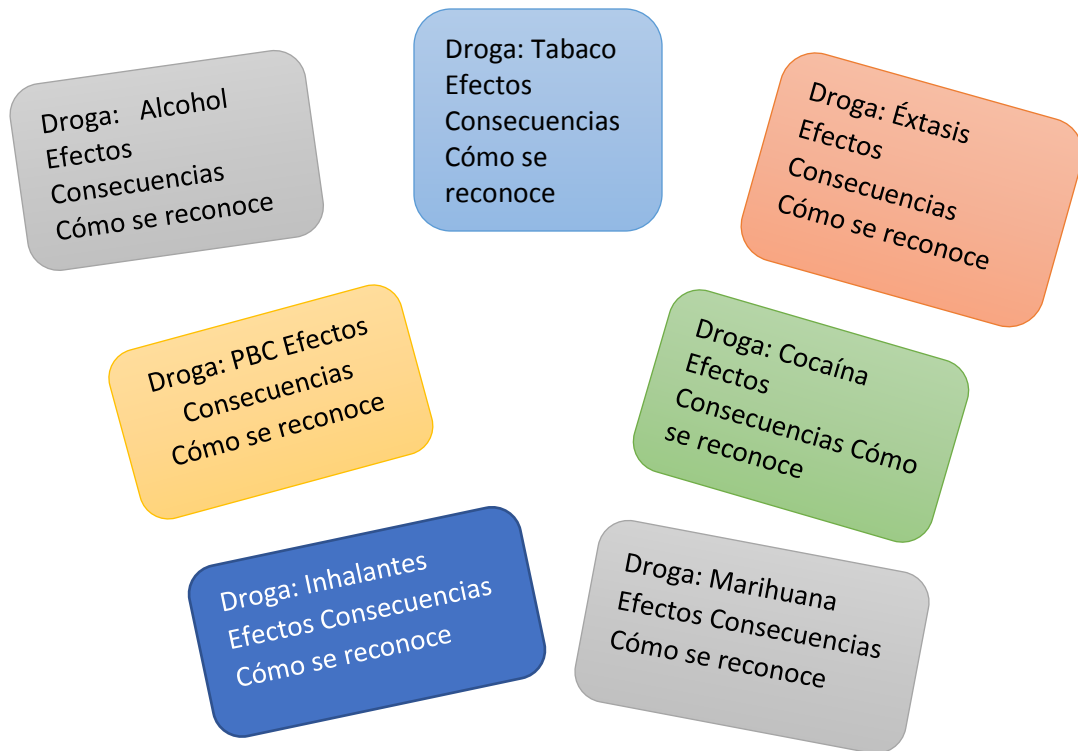 Droga: Alcohol
Efectos
Consecuencias
Cómo se reconoce
Droga: Tabaco
Efectos
Consecuencias
Cómo se
reconoce
Droga: Éxtasis
Efectos
Consecuencias
Cómo se reconoce
Droga: PBC Efectos
Consecuencias
Cómo se reconoce
Droga: Cocaína
Efectos
Consecuencias Cómo
se reconoce
Droga: Inhalantes
Efectos Consecuencias
Cómo se reconoce
Droga: Marihuana
Efectos Consecuencias
Cómo se reconoce